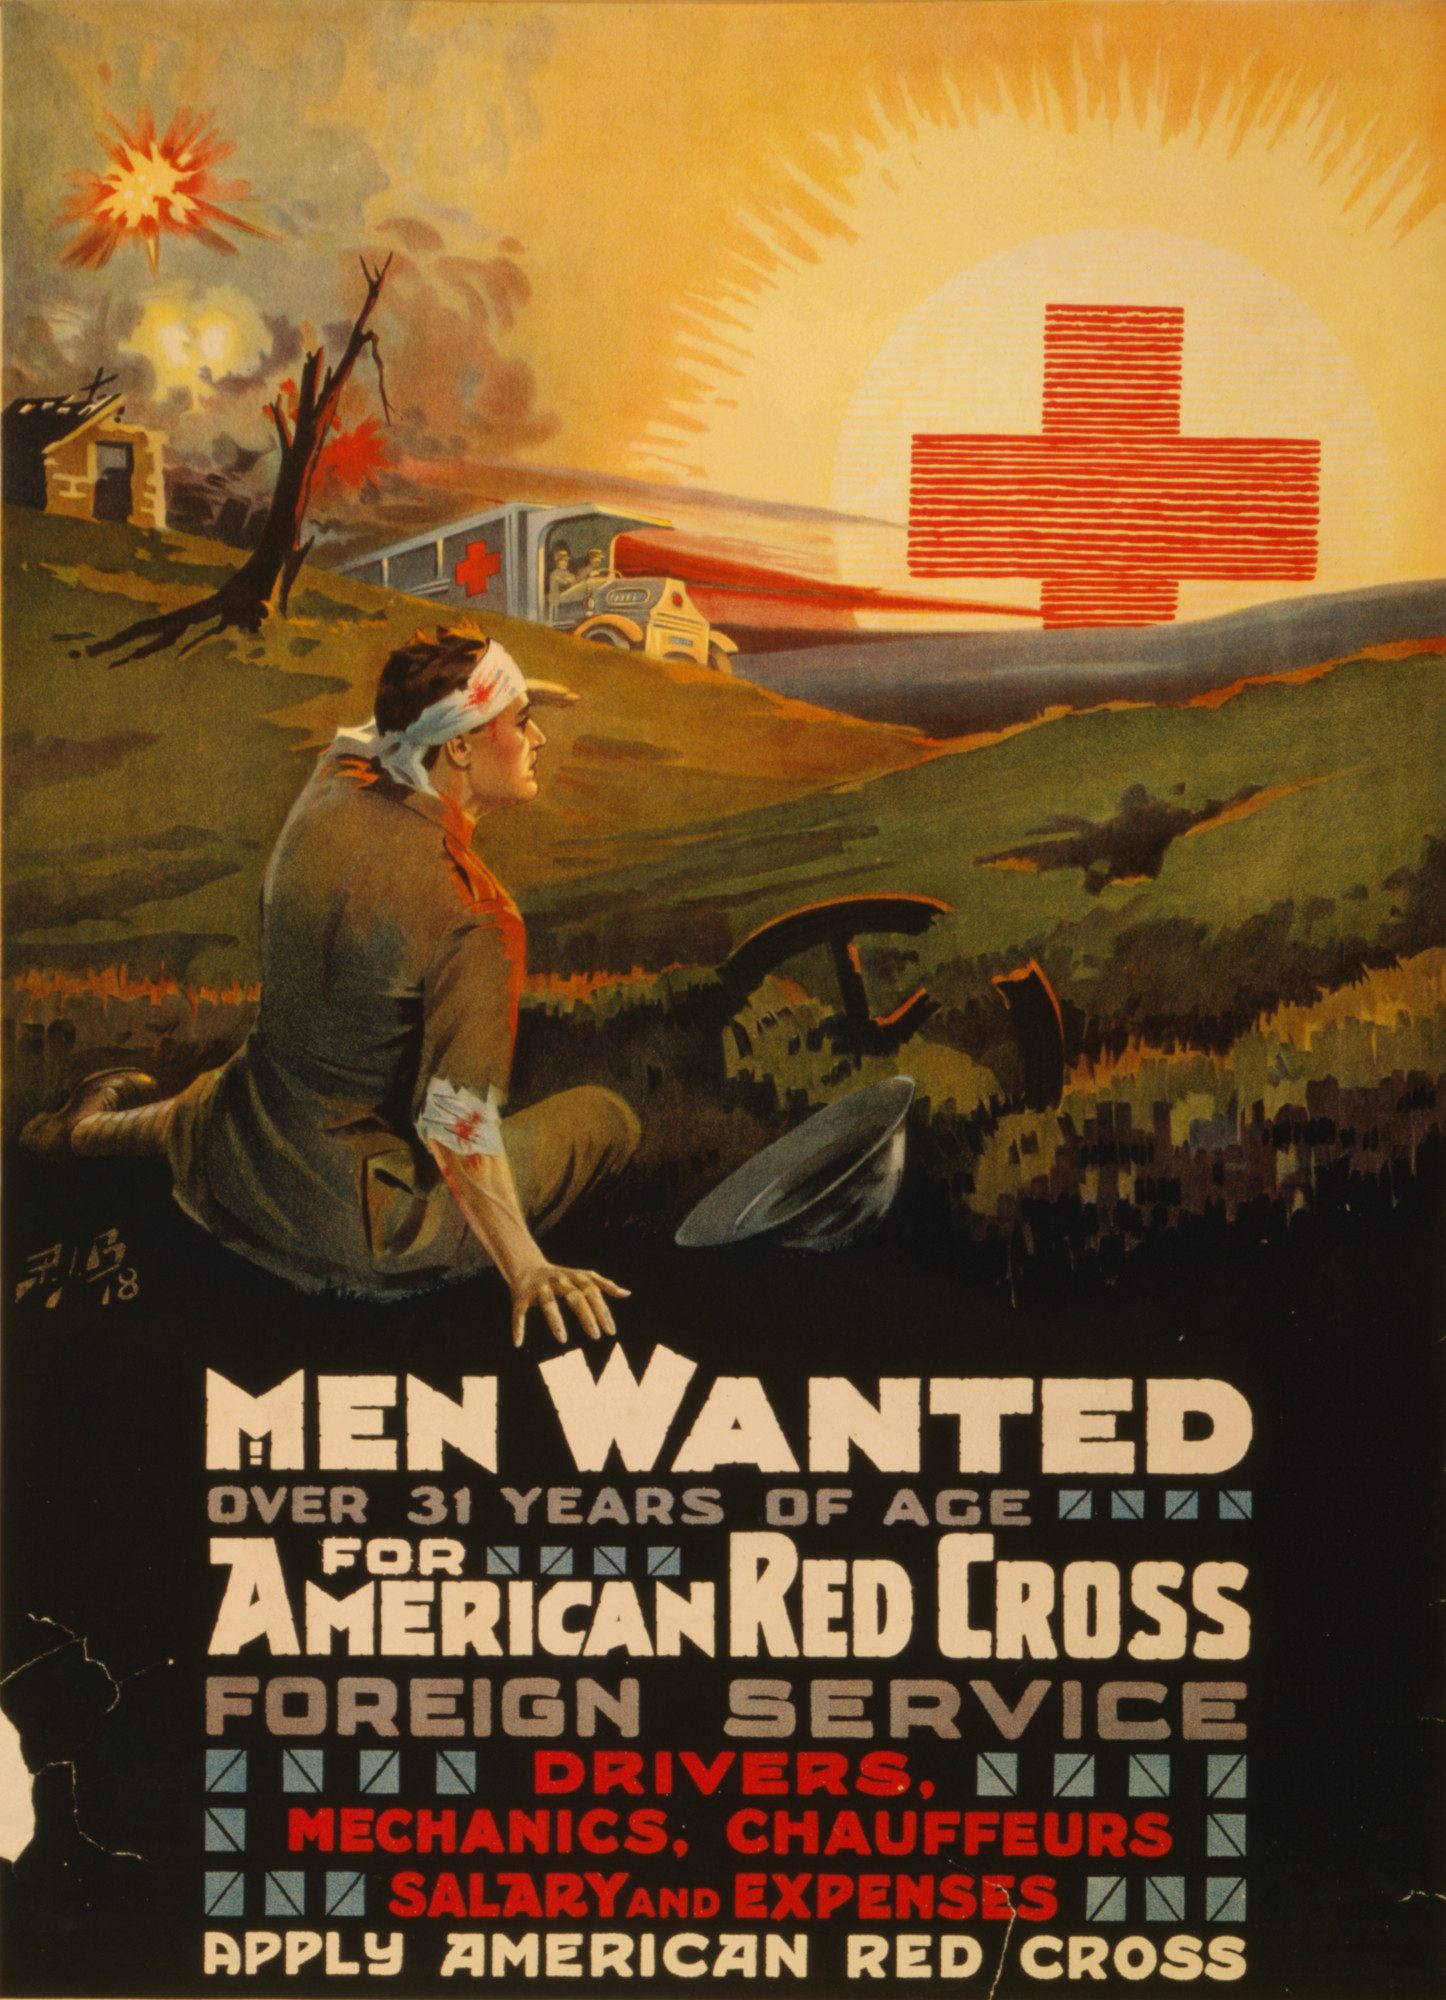 P.J.B
18
MEN WANTED
OVER 31 YEARS OF AGE
FOR
AMERICAN RED CROSS
FOREIGN SERVICE
DRIVERS,
MECHANICS, CHAUFFEURS
SALARY AND EXPENSES
APPLY AMERICAN RED CROSS